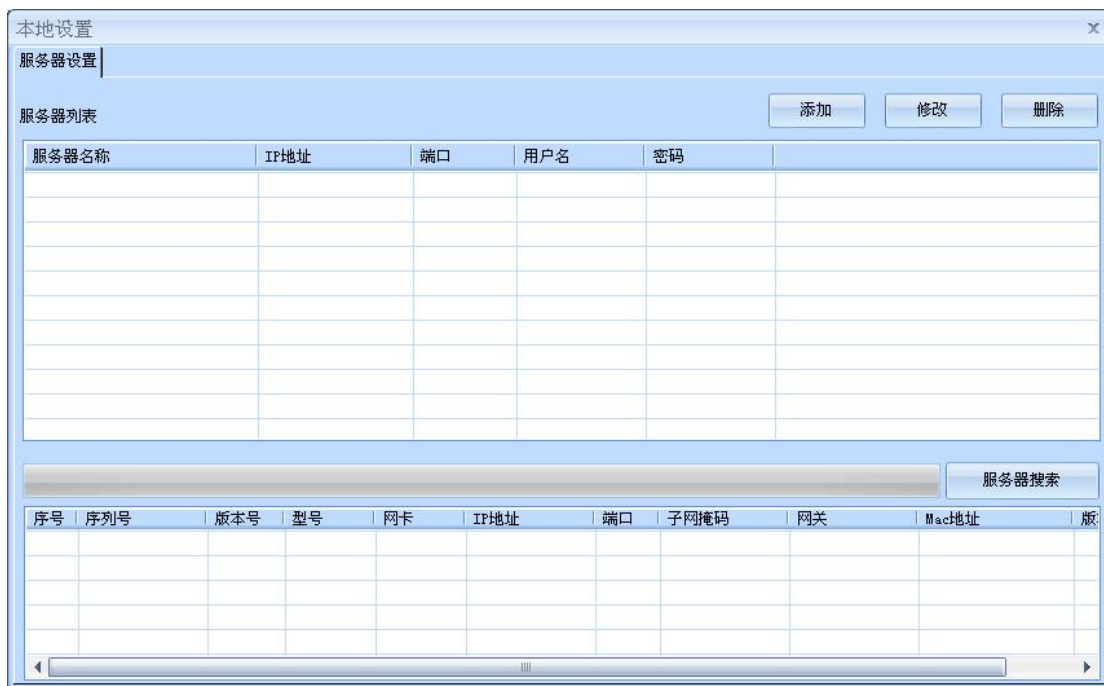 本地设置 x
服务器设置
服务器列表 添加 修改 删除
服务器名称 IP地址 端口 用户名 密码
服务器搜索
序号 序列号 版本号 型号 网卡 IP地址 端口 子网掩码 网关 Mac地址 版